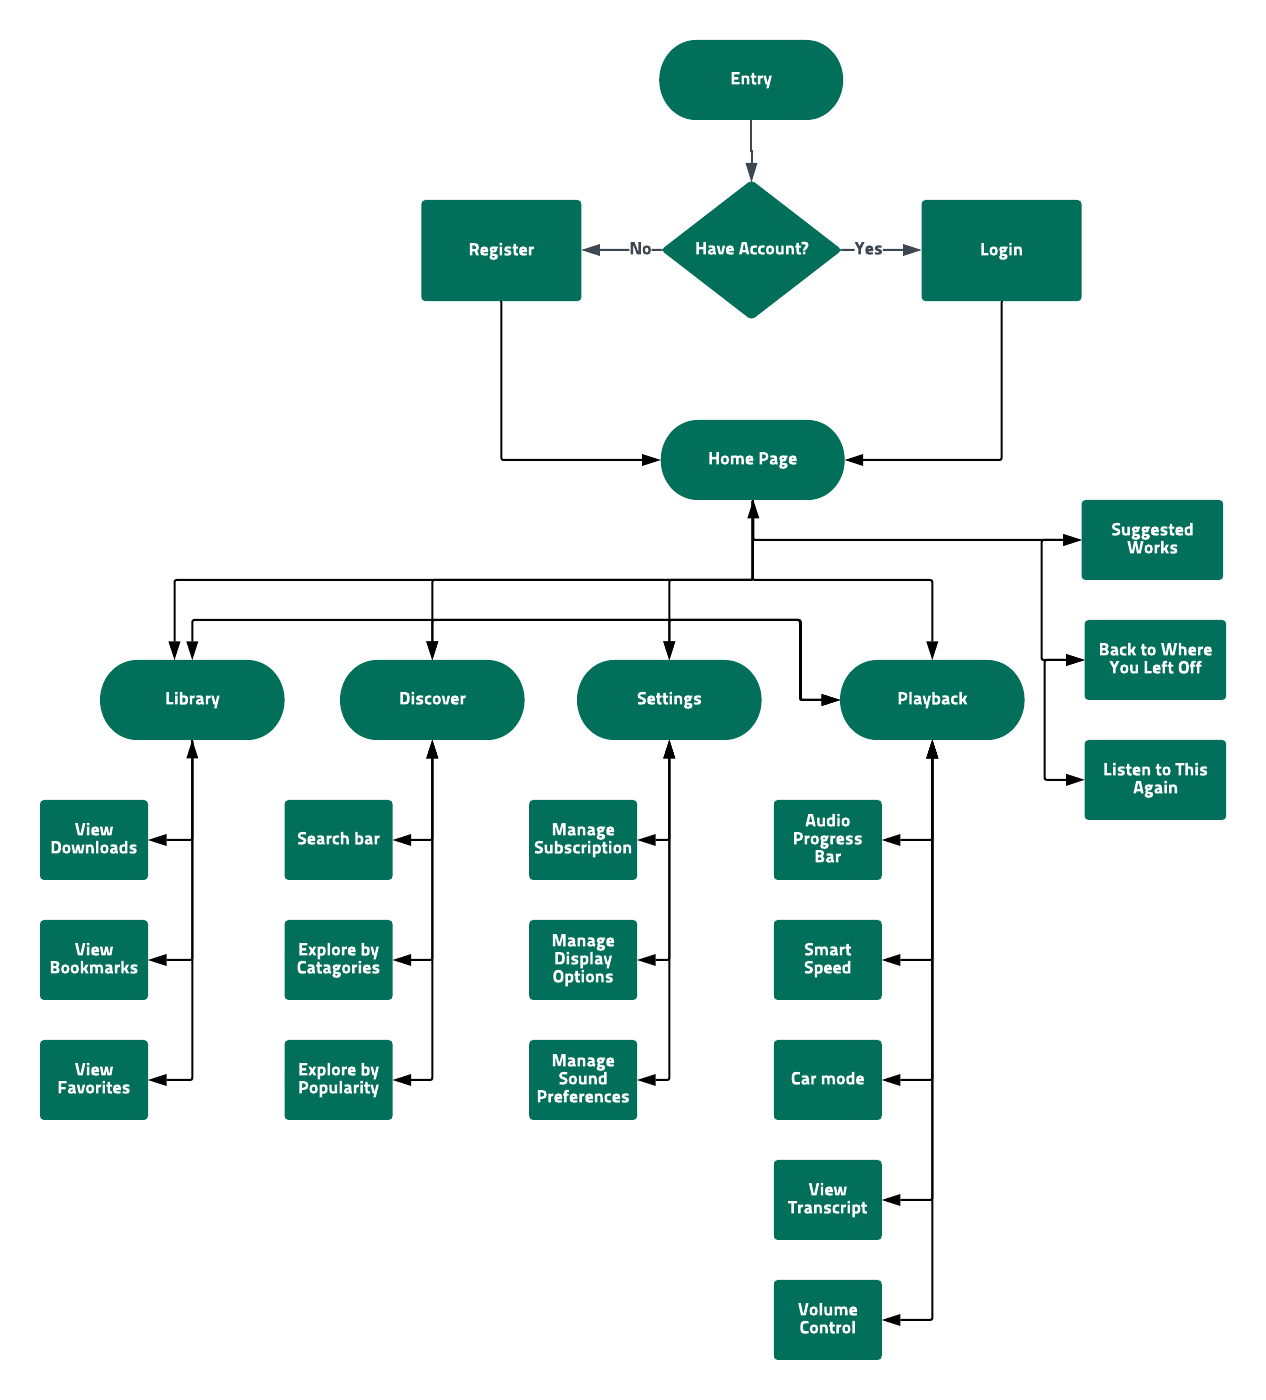 Entry
Register
No
Have Account?
Yes
Login
Home Page
Suggested
Works
Back to Where
You Left Off
Listen to This
Again
Library
Discover
Settings
Playback
View
Downloads
View
Bookmarks
View
Favorites
Search bar
Explore by
Catagories
Explore by
Popularity
Manage
Subscription
Manage
Display
Options
Manage
Sound
Preferences
Audio
Progress
Bar
Smart
Speed
Car mode
View
Transcript
Volume
Control